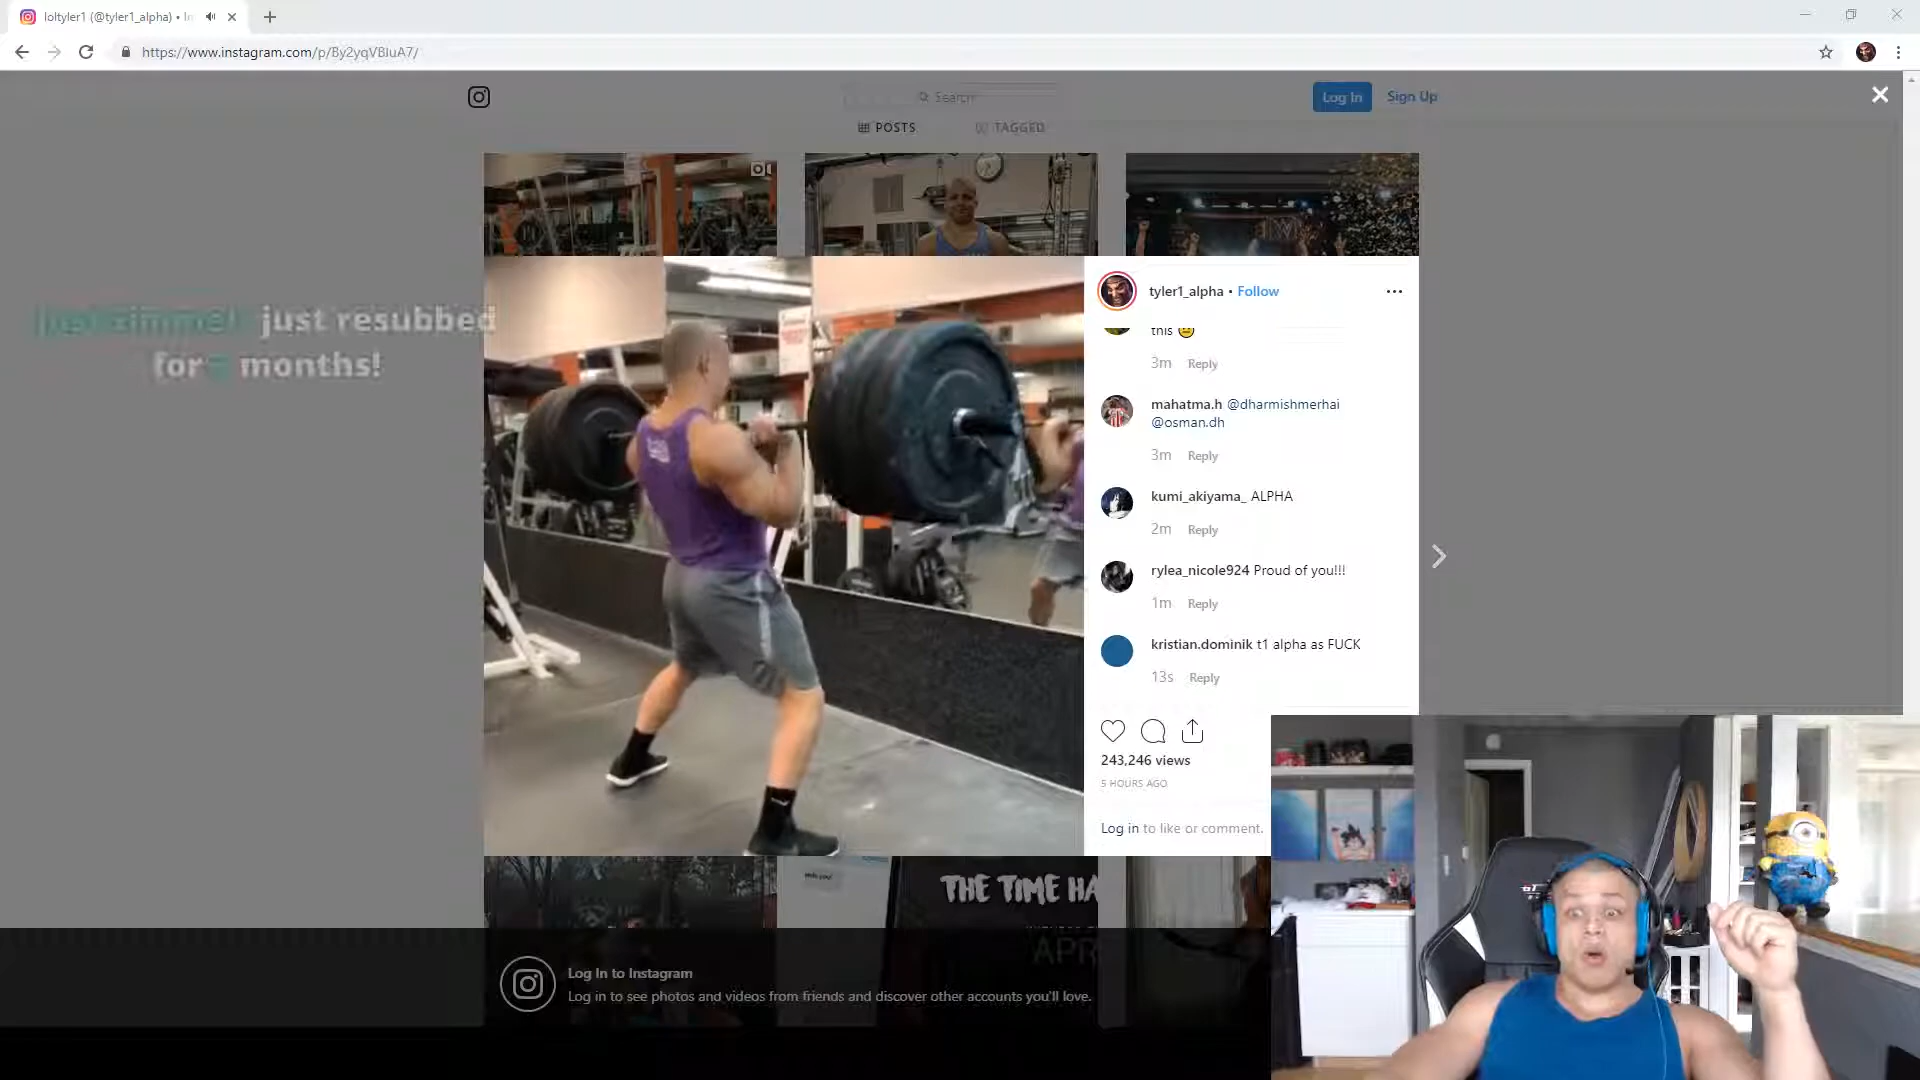 loltyler1 (@tyler1_alpha) • In
https://www.instagram.com/p/By2yqVBiuA7/
Search
Log In
Sign Up
POSTS
TAGGED
just resubbed
for months!
tyler1_alpha • Follow
this 😐
3m Reply
mahatma.h @dharmishmerhai
@osman.dh
3m Reply
kumi_akiyama_ ALPHA
2m Reply
rylea_nicole924 Proud of you!!!
1m Reply
kristian.dominik t1 alpha as FUCK
13s Reply
243,246 views
5 HOURS AGO
Log in to like or comment.
THE TIME HA
APR
Log In to Instagram
Log in to see photos and videos from friends and discover other accounts you'll love.